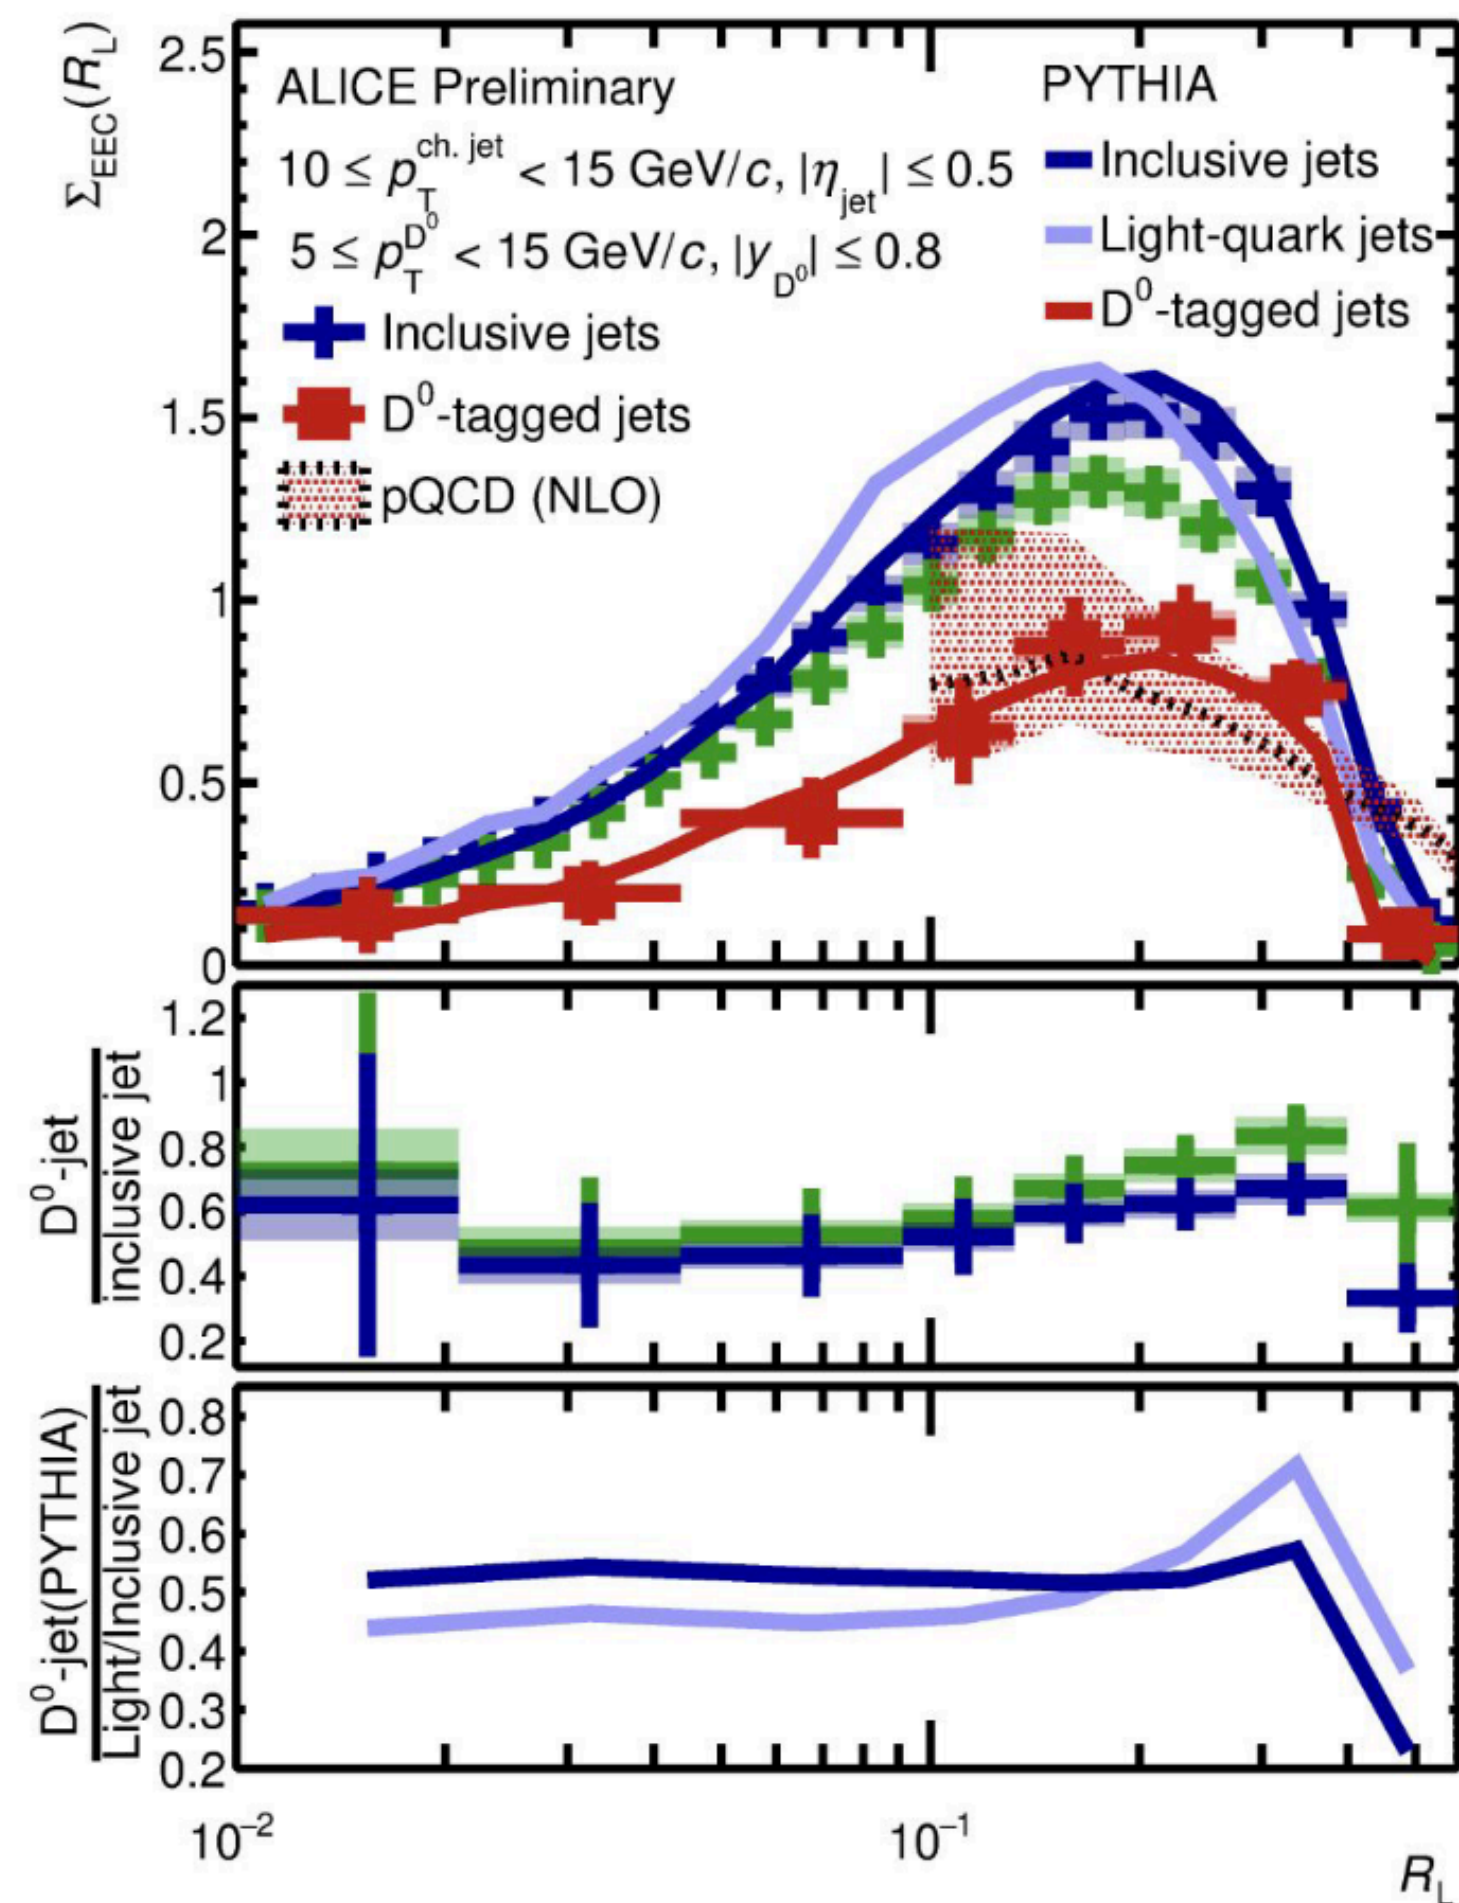 Σ_EEC(R_L)
2.5
2
1.5
1
0.5
0
ALICE Preliminary
10 ≤ p_T^ch. jet < 15 GeV/c, |η_jet| ≤ 0.5
5 ≤ p_T^D⁰ < 15 GeV/c, |y_D⁰| ≤ 0.8
Inclusive jets
D⁰-tagged jets
pQCD (NLO)
PYTHIA
Inclusive jets
Light-quark jets
D⁰-tagged jets
D⁰-jet
inclusive jet
1.2
1
0.8
0.6
0.4
0.2
D⁰-jet(PYTHIA)
Light/Inclusive jet
0.8
0.7
0.6
0.5
0.4
0.3
0.2
10⁻² 10⁻¹
R_L